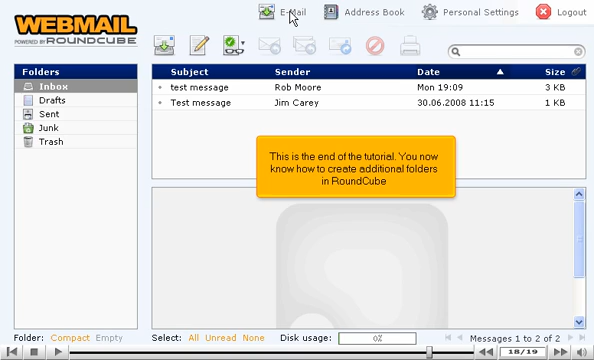 E-Mail Address Book Personal Settings Logout
WEBMAIL
POWERED BY ROUNDCUBE
Folders
Inbox
Drafts
Sent
Junk
Trash
Subject Sender Date Size
test message Rob Moore Mon 19:09 3 KB
Test message Jim Carey 30.06.2008 11:15 1 KB
This is the end of the tutorial. You now
know how to create additional folders
in RoundCube
Folder: Compact Empty
Select: All Unread None Disk usage: 0% Messages 1 to 2 of 2
18/19